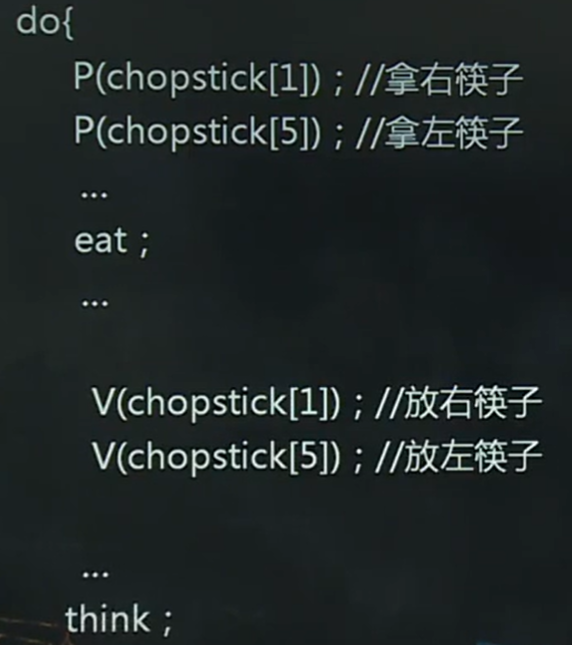 do{
P(chopstick[1]) ; //拿右筷子
P(chopstick[5]) ; //拿左筷子
...
eat ;
...
V(chopstick[1]) ; //放右筷子
V(chopstick[5]) ; //放左筷子
...
think ;